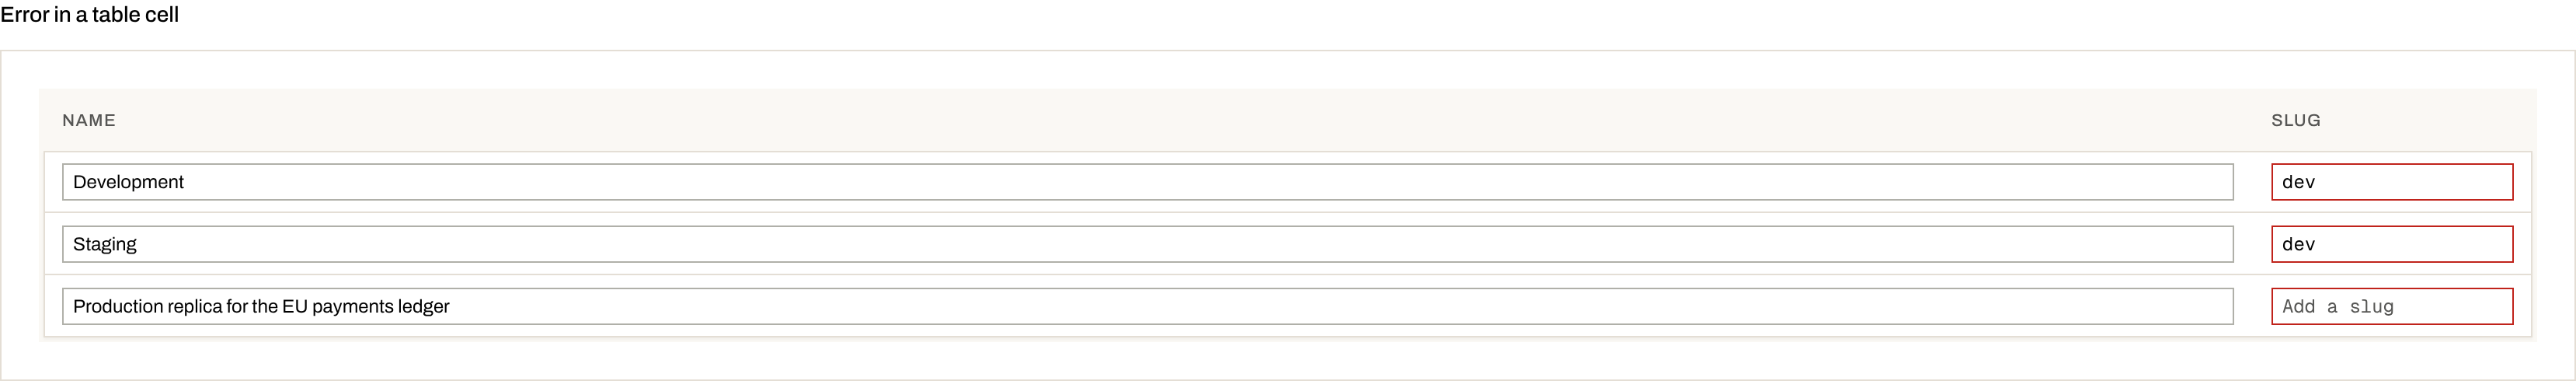 Error in a table cell
NAME SLUG
Development dev
Staging dev
Production replica for the EU payments ledger Add a slug